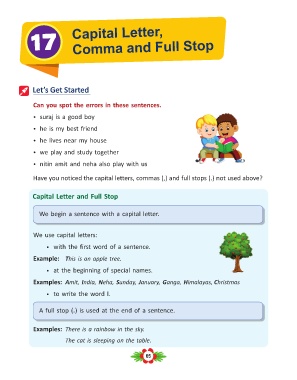 17
Capital Letter,
Comma and Full Stop
Let's Get Started
Can you spot the errors in these sentences.
• suraj is a good boy
• he is my best friend
• he lives near my house
• we play and study together
• nitin amit and neha also play with us
Have you noticed the capital letters, commas (,) and full stops (.) not used above?
Capital Letter and Full Stop
We begin a sentence with a capital letter.
We use capital letters:
• with the first word of a sentence.
Example: This is an apple tree.
• at the beginning of special names.
Examples: Amit, India, Neha, Sunday, January, Ganga, Himalayas, Christmas
• to write the word I.
A full stop (.) is used at the end of a sentence.
Examples: There is a rainbow in the sky.
The cat is sleeping on the table.
65